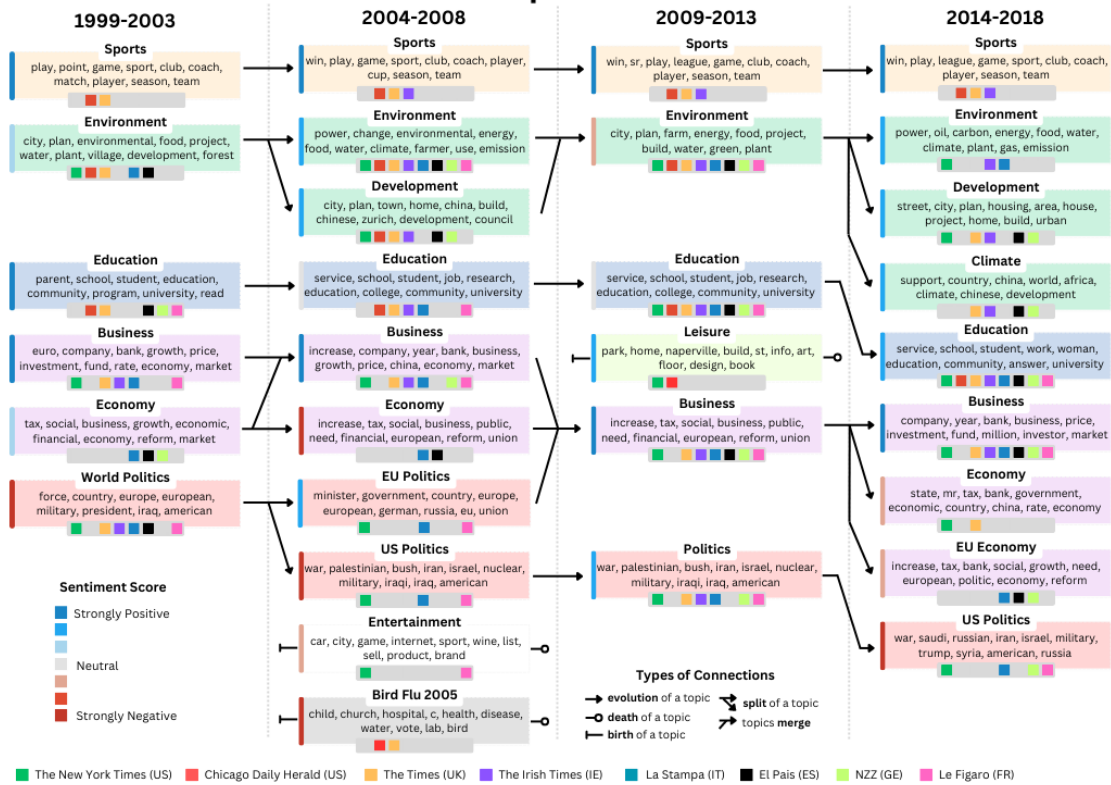 1999-2003
2004-2008
2009-2013
2014-2018
Sports
play, point, game, sport, club, coach,
match, player, season, team
Environment
city, plan, environmental, food, project,
water, plant, village, development, forest
Education
parent, school, student, education,
community, program, university, read
Business
euro, company, bank, growth, price,
investment, fund, rate, economy, market
Economy
tax, social, business, growth, economic,
financial, economy, reform, market
World Politics
force, country, europe, european,
military, president, iraq, american
Sports
win, play, game, sport, club, coach, player,
cup, season, team
Environment
power, change, environmental, energy,
food, water, climate, farmer, use, emission
Development
city, plan, town, home, china, build,
chinese, zurich, development, council
Education
service, school, student, job, research,
education, college, community, university
Business
increase, company, year, bank, business,
growth, price, china, economy, market
Economy
increase, tax, social, business, public,
need, financial, european, reform, union
EU Politics
minister, government, country, europe,
european, german, russia, eu, union
US Politics
war, palestinian, bush, iran, israel, nuclear,
military, iraqi, iraq, american
Entertainment
car, city, game, internet, sport, wine, list,
sell, product, brand
Bird Flu 2005
child, church, hospital, c, health, disease,
water, vote, lab, bird
Sports
win, sr, play, league, game, club, coach,
player, season, team
Environment
city, plan, farm, energy, food, project,
build, water, green, plant
Education
service, school, student, job, research,
education, college, community, university
Leisure
park, home, naperville, build, st, info, art,
floor, design, book
Business
increase, tax, social, business, public,
need, financial, european, reform, union
Politics
war, palestinian, bush, iran, israel, nuclear,
military, iraqi, iraq, american
Sports
win, play, league, game, sport, club, coach,
player, season, team
Environment
power, oil, carbon, energy, food, water,
climate, plant, gas, emission
Development
street, city, plan, housing, area, house,
project, home, build, urban
Climate
support, country, china, world, africa,
climate, chinese, development
Education
service, school, student, work, woman,
education, community, answer, university
Business
company, year, bank, business, price,
investment, fund, million, investor, market
Economy
state, mr, tax, bank, government,
economic, country, china, rate, economy
EU Economy
increase, tax, bank, social, growth, need,
european, politic, economy, reform
US Politics
war, saudi, russian, iran, israel, military,
trump, syria, american, russia
Sentiment Score
Strongly Positive
Neutral
Strongly Negative
Types of Connections
evolution of a topic
death of a topic
birth of a topic
split of a topic
topics merge
The New York Times (US)
Chicago Daily Herald (US)
The Times (UK)
The Irish Times (IE)
La Stampa (IT)
El Pais (ES)
NZZ (GE)
Le Figaro (FR)